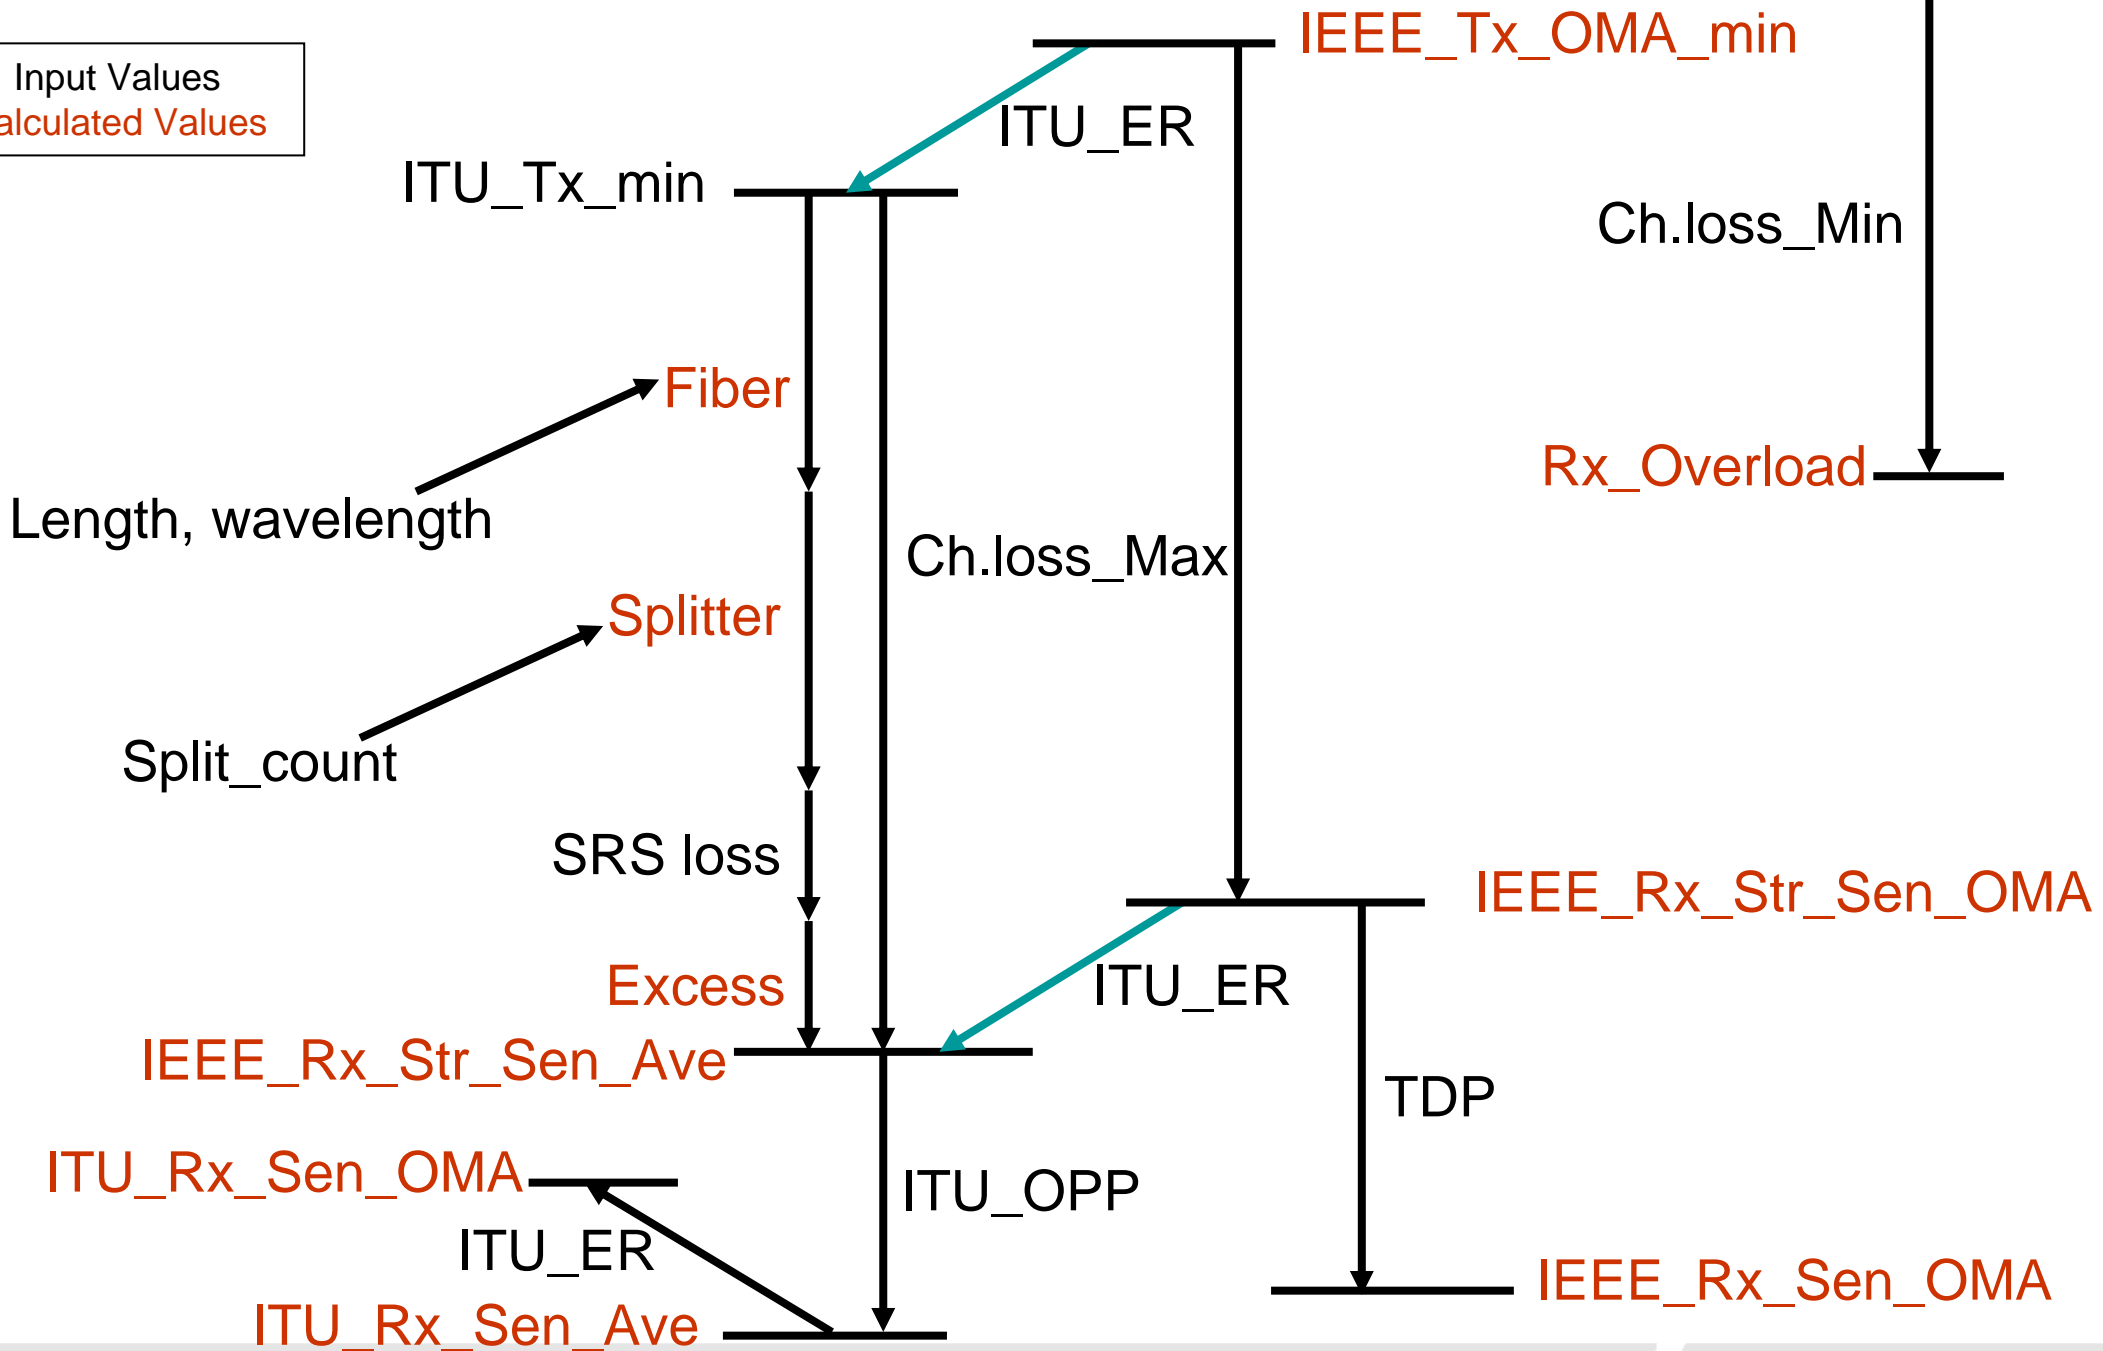 IEEE_Tx_OMA_min
Input Values
alculated Values
ITU_ER
ITU_Tx_min
Ch.loss_Min
Fiber
Rx_Overload
Length, wavelength
Ch.loss_Max
Splitter
Split_count
SRS loss
IEEE_Rx_Str_Sen_OMA
Excess
ITU_ER
IEEE_Rx_Str_Sen_Ave
TDP
ITU_Rx_Sen_OMA
ITU_OPP
ITU_ER
IEEE_Rx_Sen_OMA
ITU_Rx_Sen_Ave